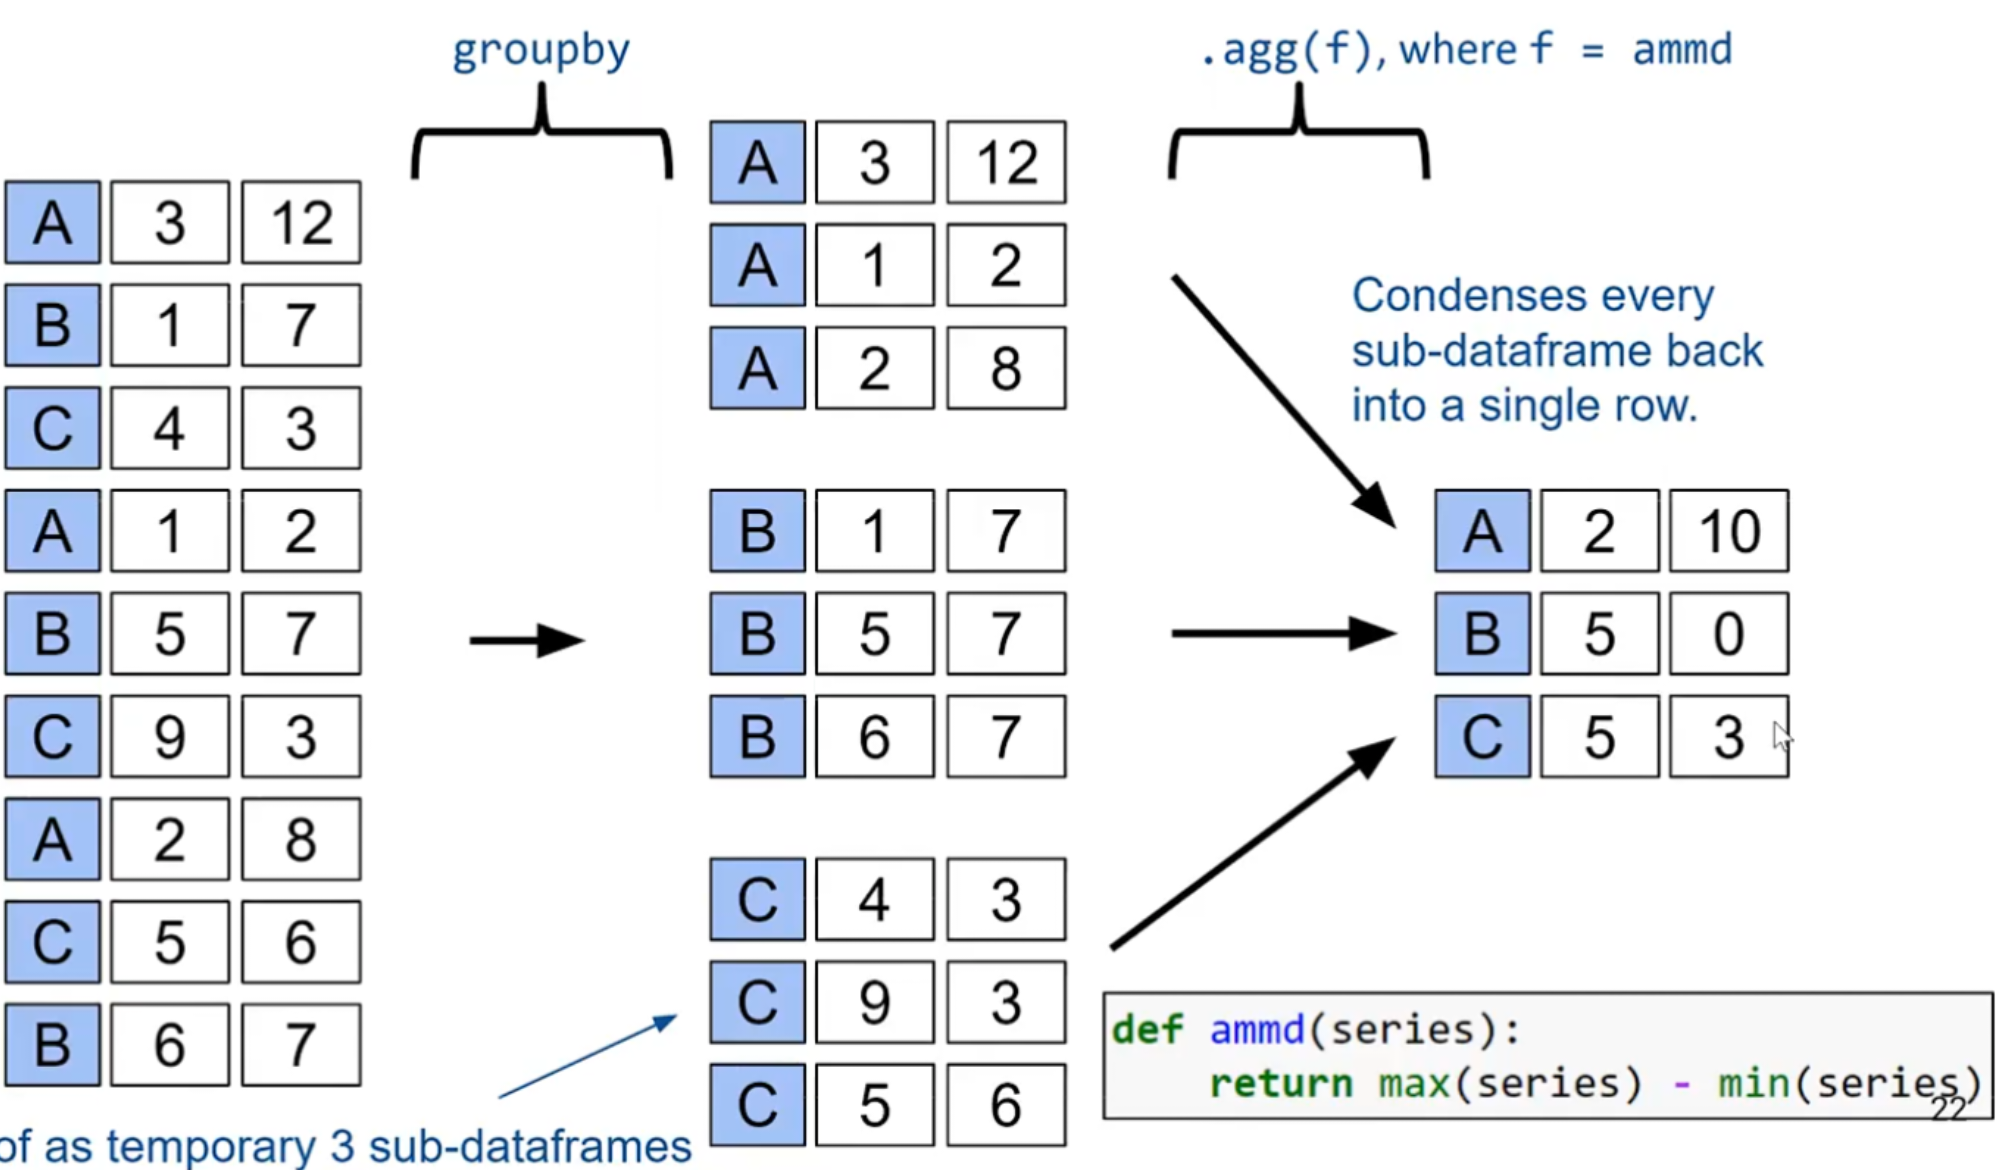 groupby
.agg(f), where f = ammd
A 3 12
B 1 7
C 4 3
A 1 2
B 5 7
C 9 3
A 2 8
C 5 6
B 6 7
A 3 12
A 1 2
A 2 8
B 1 7
B 5 7
B 6 7
C 4 3
C 9 3
C 5 6
Condenses every
sub-dataframe back
into a single row.
A 2 10
B 5 0
C 5 3
def ammd(series):
    return max(series) - min(series)
22
of as temporary 3 sub-dataframes